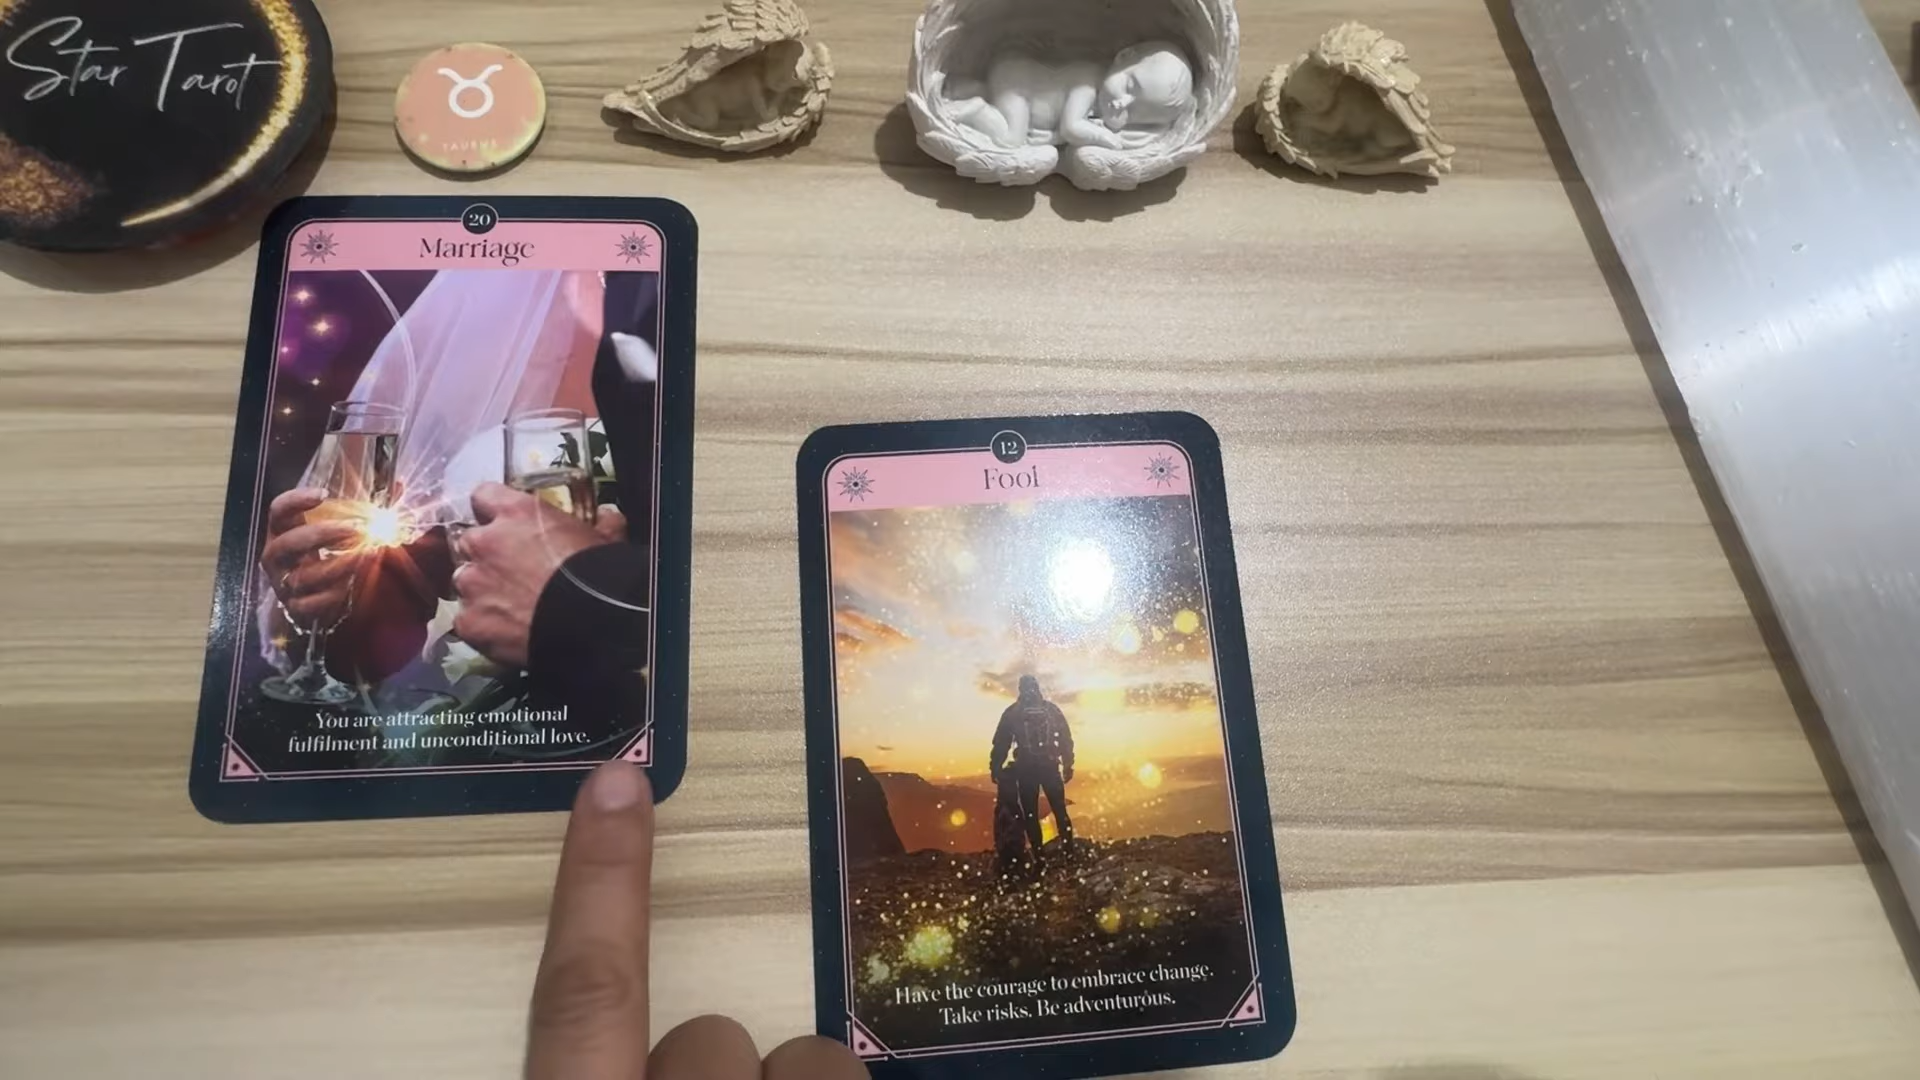 Star Tarot
TAURUS
20
Marriage
You are attracting emotional
fulfilment and unconditional love.
12
Fool
Have the courage to embrace change.
Take risks. Be adventurous.